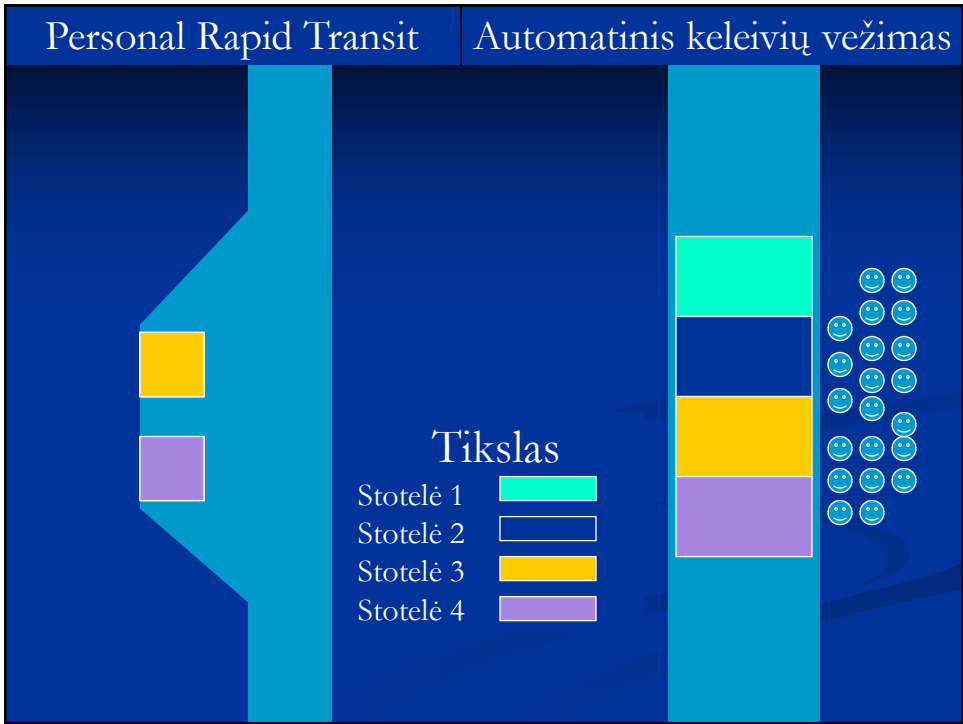 Personal Rapid Transit
Automatinis keleivių vežimas
Tikslas
Stotelė 1
Stotelė 2
Stotelė 3
Stotelė 4